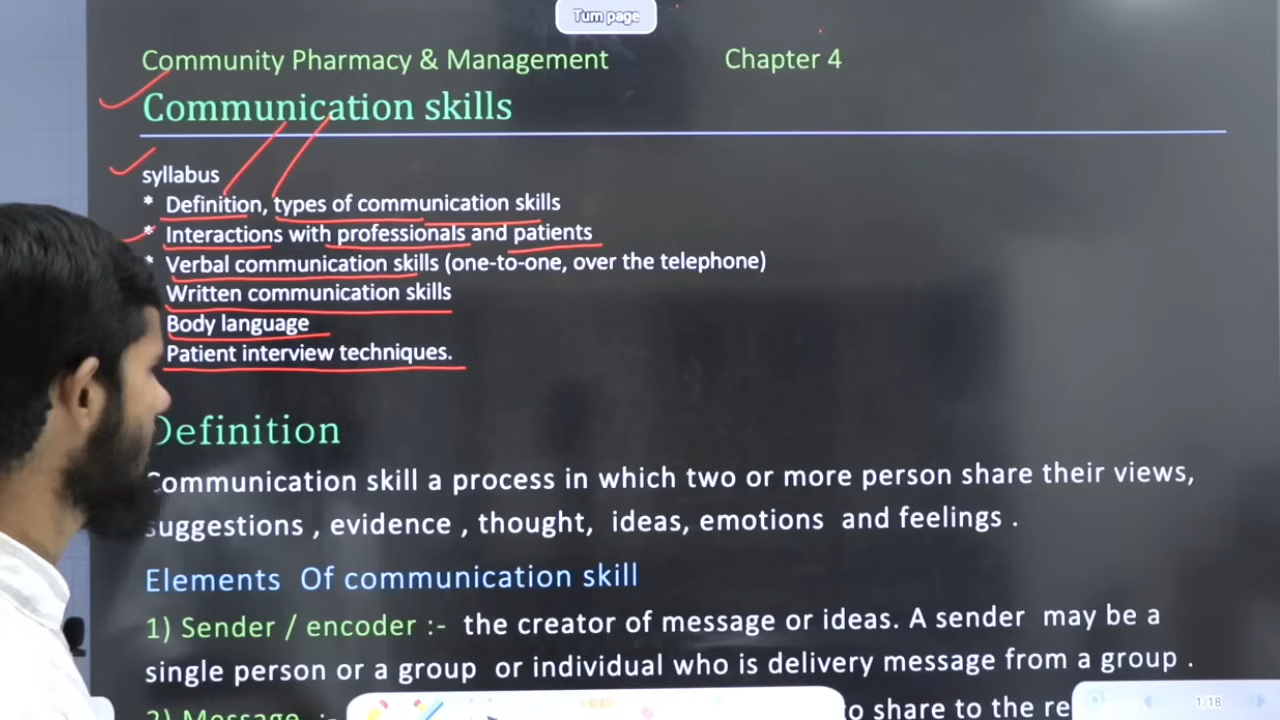 Turn page
Community Pharmacy & Management Chapter 4
Communication skills
syllabus
* Definition, types of communication skills
* Interactions with professionals and patients
* Verbal communication skills (one-to-one, over the telephone)
Written communication skills
Body language
Patient interview techniques.
Definition
Communication skill a process in which two or more person share their views,
suggestions , evidence , thought, ideas, emotions and feelings .
Elements Of communication skill
1) Sender / encoder :- the creator of message or ideas. A sender may be a
single person or a group or individual who is delivery message from a group .
2) Message :- to share to the re
1/18